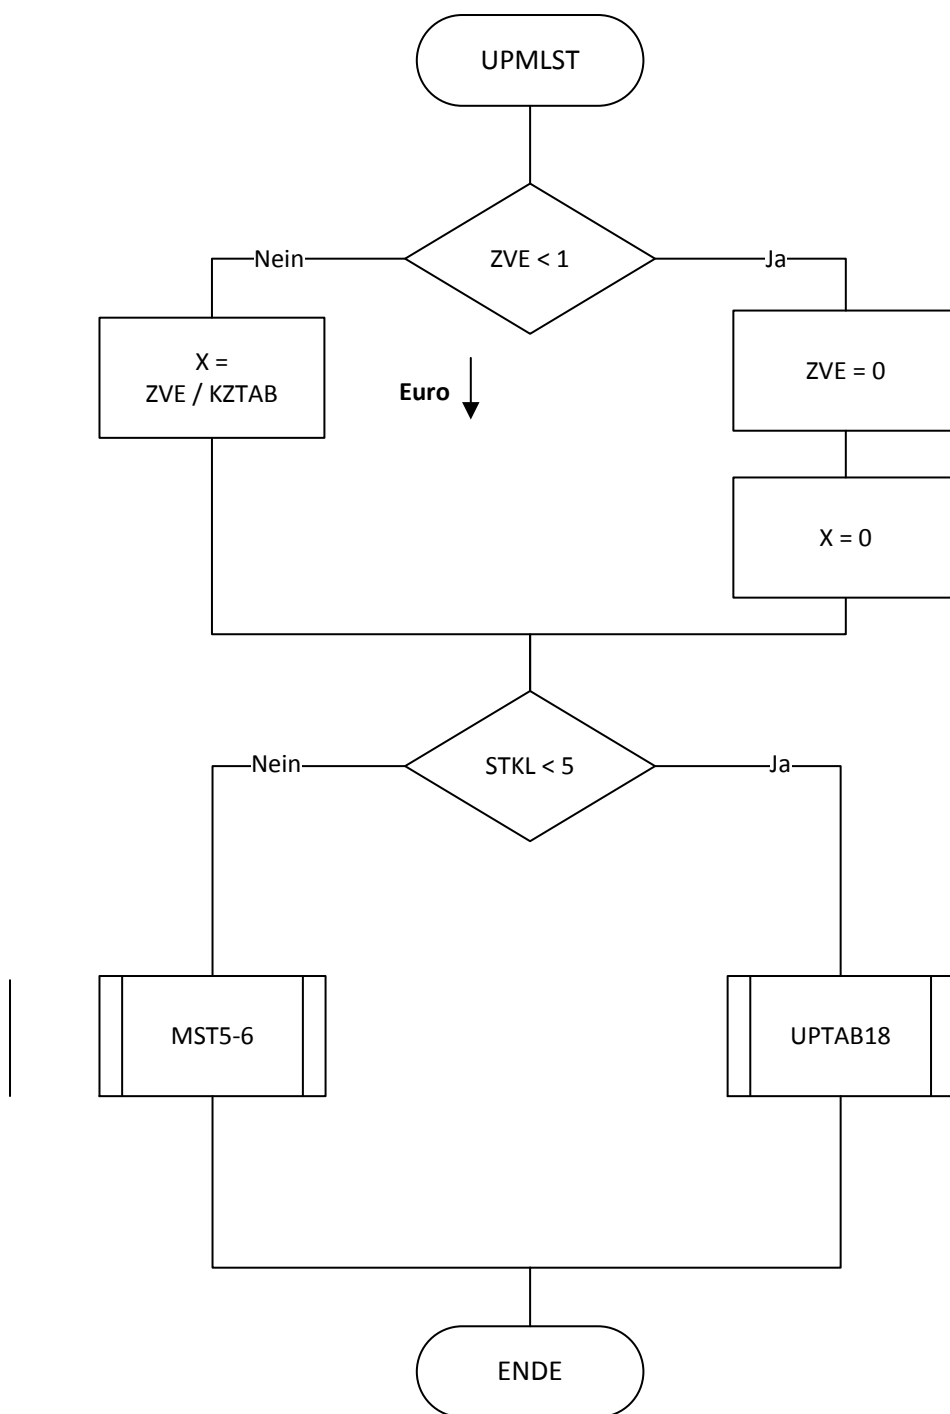 UPMLST
ZVE < 1
Nein
Ja
X =
ZVE / KZTAB
Euro
ZVE = 0
X = 0
STKL < 5
Nein
Ja
MST5-6
UPTAB18
ENDE